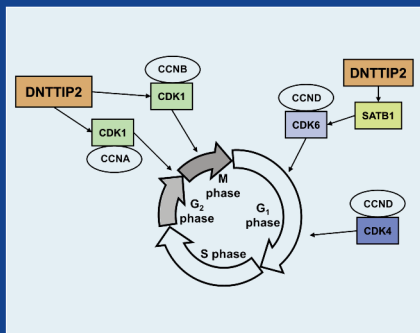 CCNB
DNTTIP2
CDK1
CDK1
CCNA
DNTTIP2
CCND
SATB1
CDK6
M
phase
G2
phase
G1
phase
S phase
CCND
CDK4